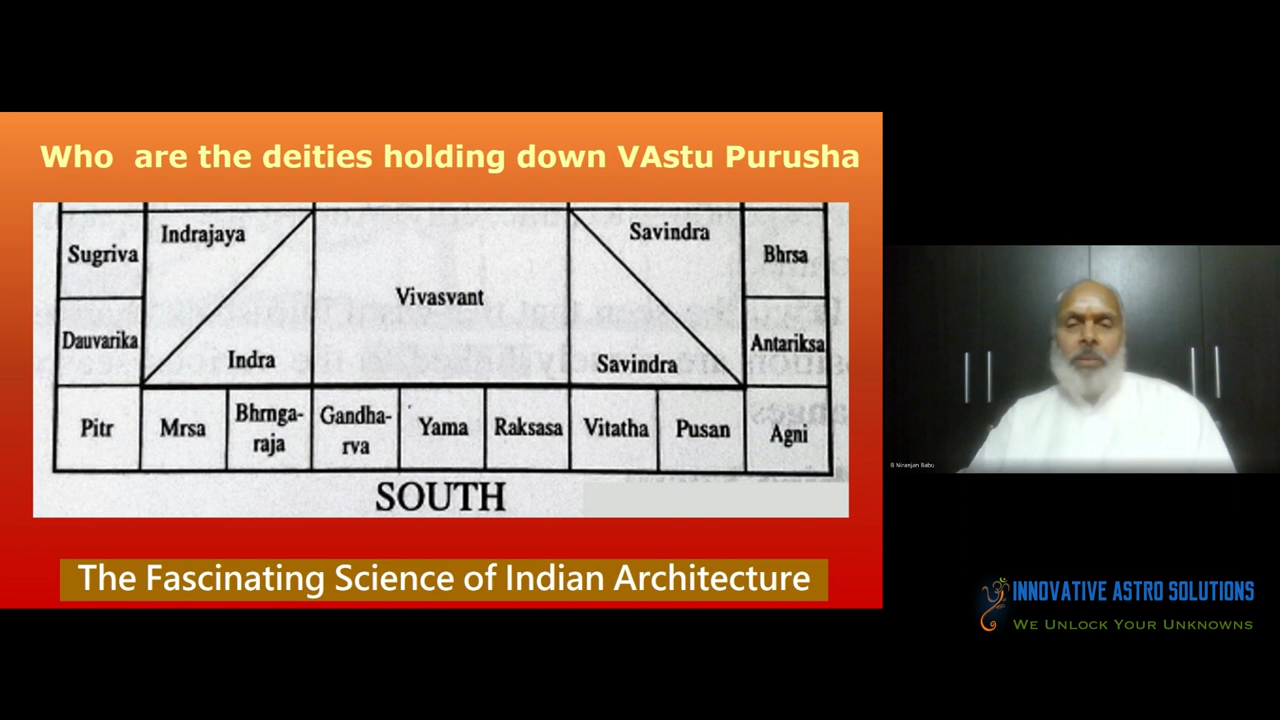 Who are the deities holding down VAstu Purusha
Indrajaya
Savindra
Sugriva
Bhrsa
Vivasvant
Dauvarika
Antariksa
Indra
Savindra
Pitr
Mrsa
Bhrnga-
raja
Gandha-
rva
Yama
Raksasa
Vitatha
Pusan
Agni
SOUTH
The Fascinating Science of Indian Architecture
B Niranjan Babu
INNOVATIVE ASTRO SOLUTIONS
WE UNLOCK YOUR UNKNOWNS